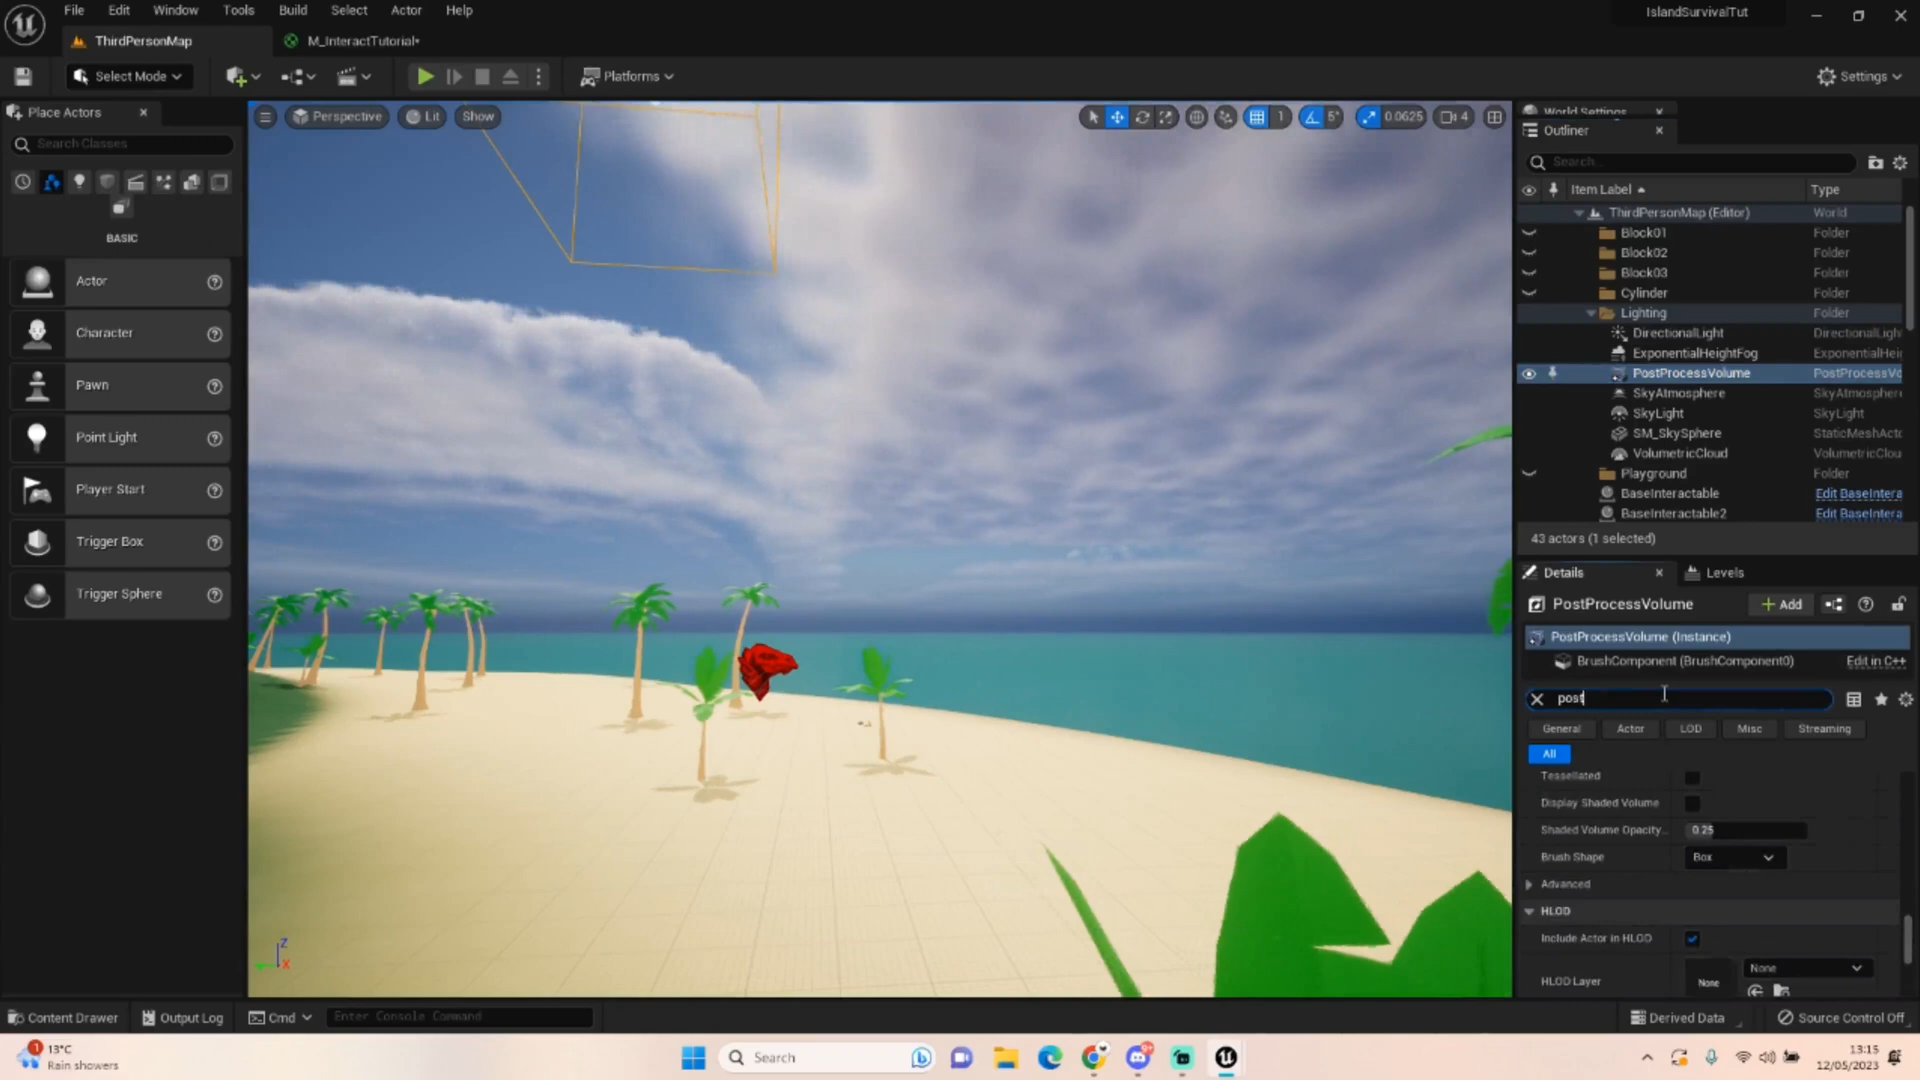 File Edit Window Tools Build Select Actor Help
IslandSurvivalTut
ThirdPersonMap
M_InteractTutorial*
Select Mode
Platforms
Settings
Place Actors
Search Classes
BASIC
Actor
Character
Pawn
Point Light
Player Start
Trigger Box
Trigger Sphere
Perspective
Lit
Show
1
5°
0.0625
4
World Settings
Outliner
Search...
Item Label
Type
ThirdPersonMap (Editor) World
Block01 Folder
Block02 Folder
Block03 Folder
Cylinder Folder
Lighting Folder
DirectionalLight DirectionalLigh
ExponentialHeightFog ExponentialHei
PostProcessVolume PostProcessVo
SkyAtmosphere SkyAtmosphere
SkyLight SkyLight
SM_SkySphere StaticMeshActo
VolumetricCloud VolumetricClou
Playground Folder
BaseInteractable Edit BaseIntera
BaseInteractable2 Edit BaseIntera
43 actors (1 selected)
Details
Levels
PostProcessVolume
Add
PostProcessVolume (Instance)
BrushComponent (BrushComponent0) Edit in C++
post
General Actor LOD Misc Streaming
All
Tessellated
Display Shaded Volume
Shaded Volume Opacity... 0.25
Brush Shape Box
Advanced
HLOD
Include Actor in HLOD
HLOD Layer None None
Content Drawer
Output Log
Cmd
Enter Console Command
Derived Data
Source Control Off
1
13°C
Rain showers
Search
13:15
12/05/2023